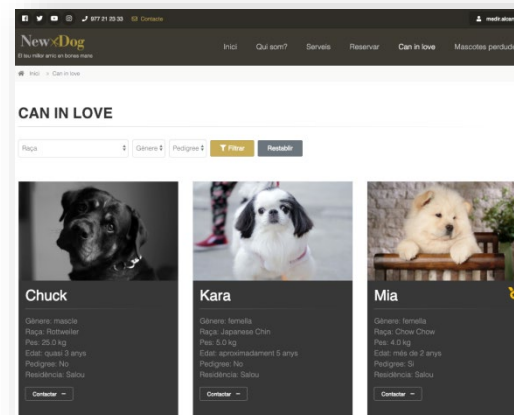 977 21 23 33 Contacte
New Dog
El teu millor amic en bones mans
Inici Qui som? Serveis Reservar Can in love Mascotes perdude
Inici > Can in love
CAN IN LOVE
Raça Gènere Pedigree Filtrar Restablir
Chuck
Gènere: mascle
Raça: Rottweiler
Pes: 25.0 kg
Edat: quasi 3 anys
Pedigree: No
Residència: Salou
Contactar
Kara
Gènere: femella
Raça: Japanese Chin
Pes: 5.0 kg
Edat: aproximadament 5 anys
Pedigree: No
Residència: Salou
Contactar
Mia
Gènere: femella
Raça: Chow Chow
Pes: 4.0 kg
Edat: més de 2 anys
Pedigree: Si
Residència: Salou
Contactar